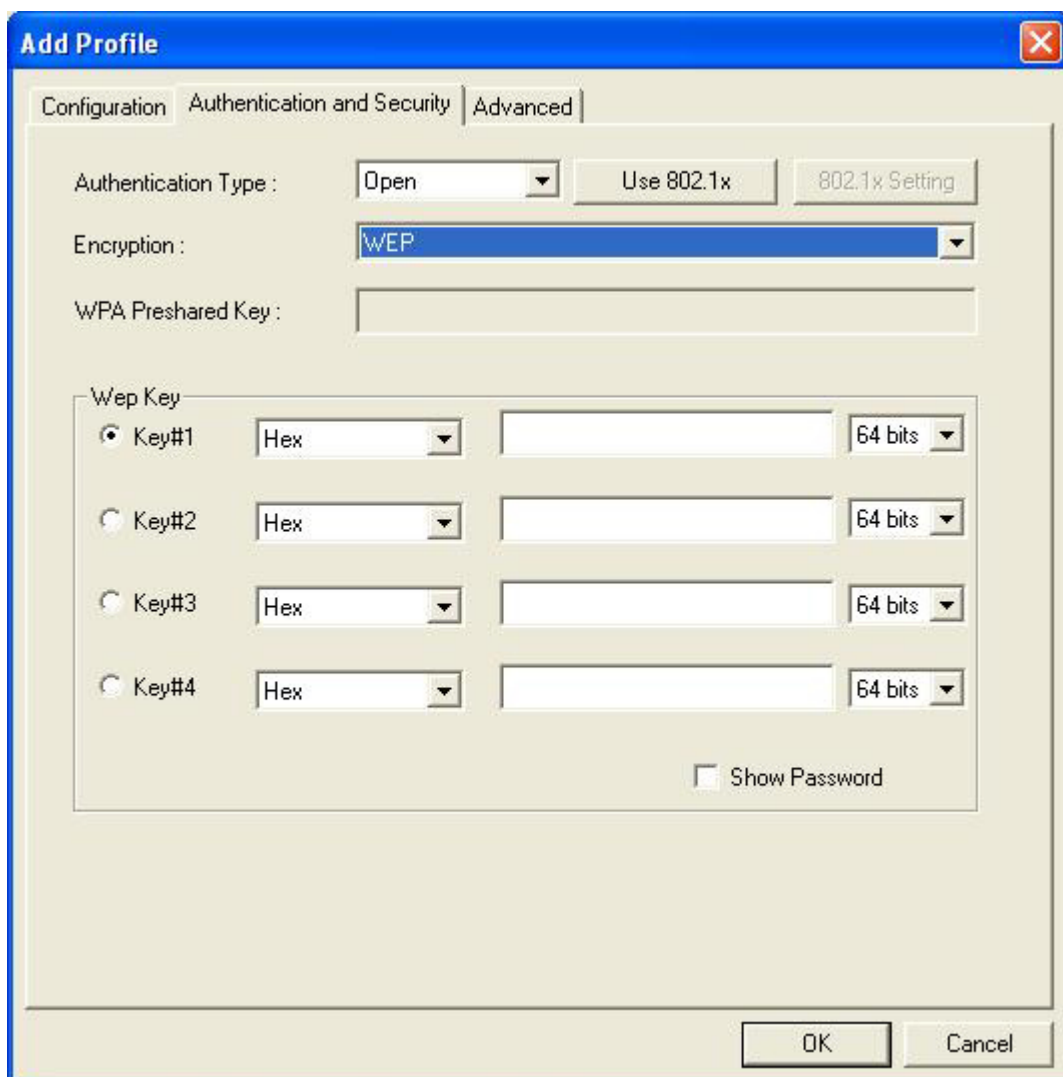 Add Profile
Configuration Authentication and Security Advanced
Authentication Type : Open Use 802.1x 802.1x Setting
Encryption : WEP
WPA Preshared Key :
Wep Key
Key#1 Hex 64 bits
Key#2 Hex 64 bits
Key#3 Hex 64 bits
Key#4 Hex 64 bits
Show Password
OK Cancel